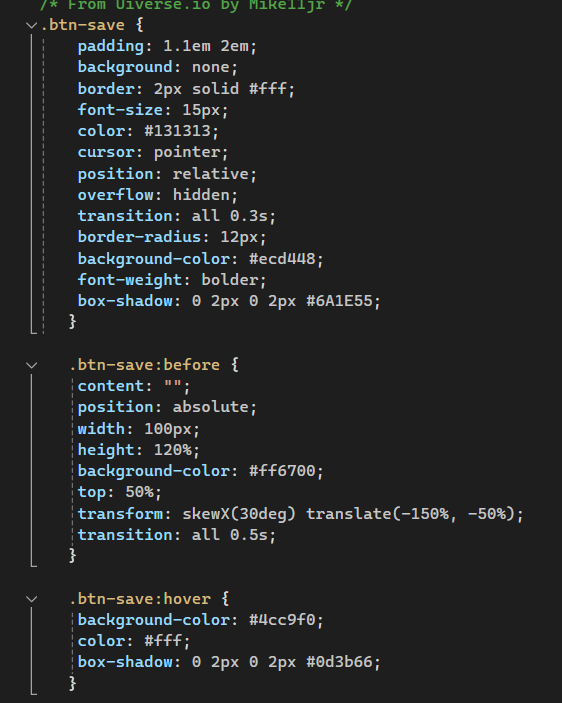 /* From Uiverse.io by Mikelljr */
.btn-save {
padding: 1.1em 2em;
background: none;
border: 2px solid #fff;
font-size: 15px;
color: #131313;
cursor: pointer;
position: relative;
overflow: hidden;
transition: all 0.3s;
border-radius: 12px;
background-color: #ecd448;
font-weight: bolder;
box-shadow: 0 2px 0 2px #6A1E55;
}
.btn-save:before {
content: "";
position: absolute;
width: 100px;
height: 120%;
background-color: #ff6700;
top: 50%;
transform: skewX(30deg) translate(-150%, -50%);
transition: all 0.5s;
}
.btn-save:hover {
background-color: #4cc9f0;
color: #fff;
box-shadow: 0 2px 0 2px #0d3b66;
}